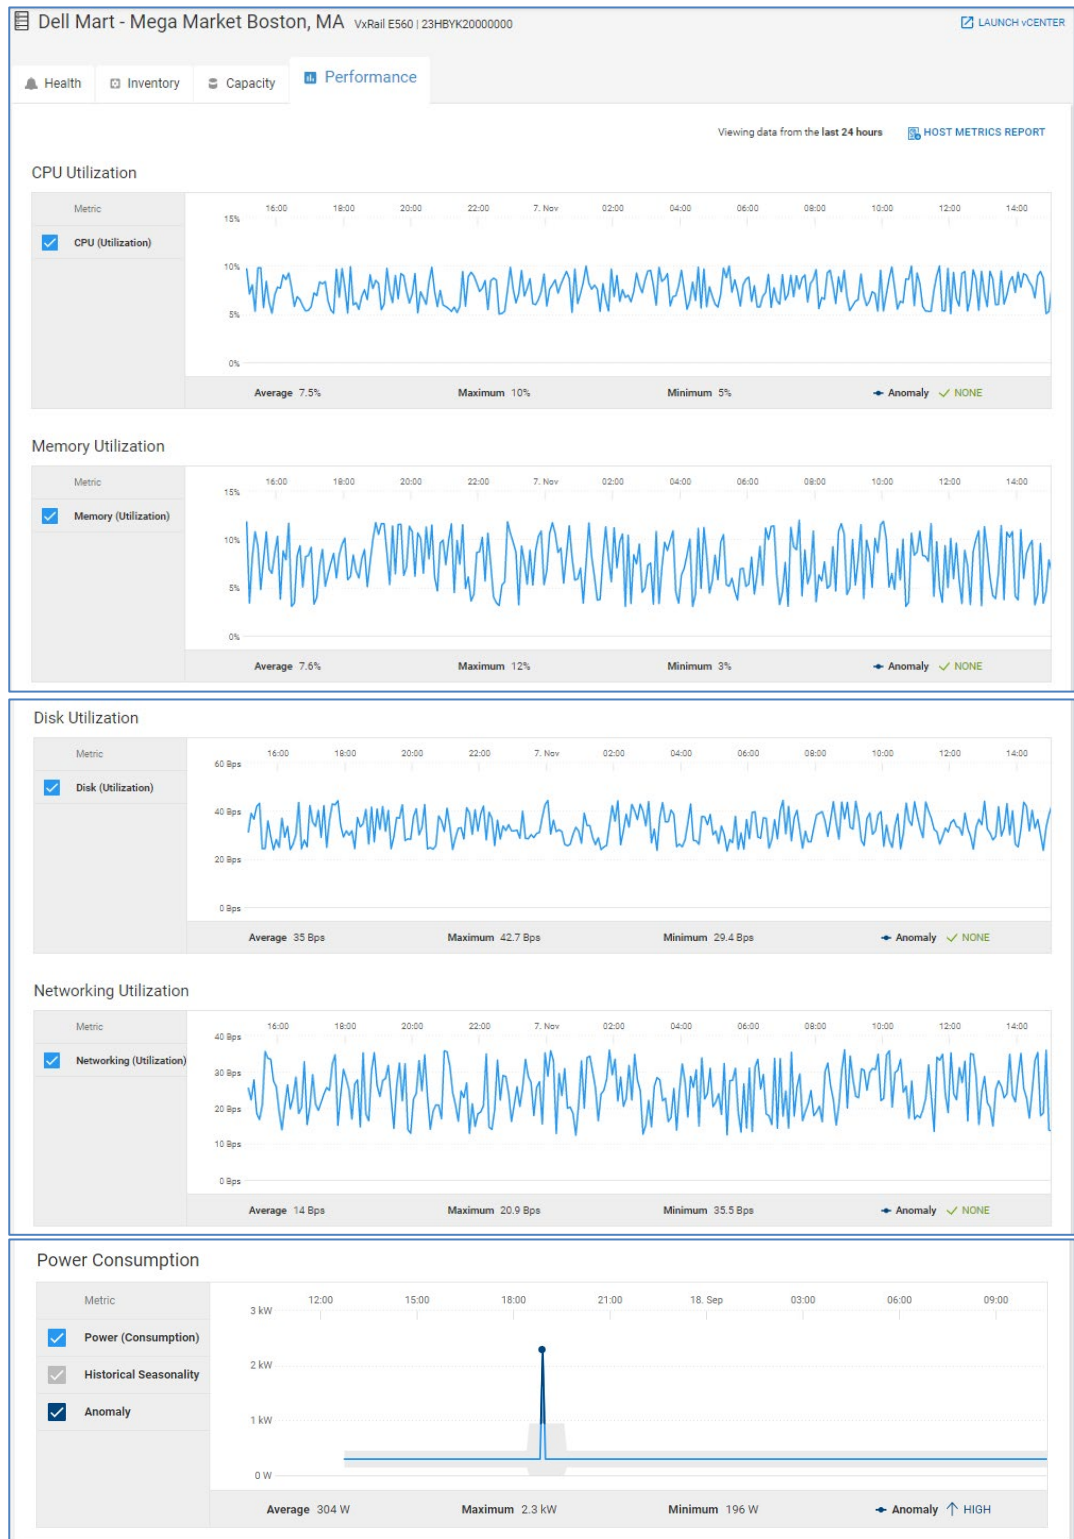 Dell Mart - Mega Market Boston, MA VxRail E560 | 23HBYK20000000 LAUNCH vCENTER
Health Inventory Capacity Performance
Viewing data from the last 24 hours HOST METRICS REPORT
CPU Utilization
Metric
CPU (Utilization)
16:00 18:00 20:00 22:00 7. Nov 02:00 04:00 06:00 08:00 10:00 12:00 14:00
15%
10%
5%
0%
Average 7.5% Maximum 10% Minimum 5% Anomaly NONE
Memory Utilization
Metric
Memory (Utilization)
16:00 18:00 20:00 22:00 7. Nov 02:00 04:00 06:00 08:00 10:00 12:00 14:00
15%
10%
5%
0%
Average 7.6% Maximum 12% Minimum 3% Anomaly NONE
Disk Utilization
Metric
Disk (Utilization)
16:00 18:00 20:00 22:00 7. Nov 02:00 04:00 06:00 08:00 10:00 12:00 14:00
60 Bps
40 Bps
20 Bps
0 Bps
Average 35 Bps Maximum 42.7 Bps Minimum 29.4 Bps Anomaly NONE
Networking Utilization
Metric
Networking (Utilization)
16:00 18:00 20:00 22:00 7. Nov 02:00 04:00 06:00 08:00 10:00 12:00 14:00
40 Bps
30 Bps
20 Bps
10 Bps
0 Bps
Average 14 Bps Maximum 20.9 Bps Minimum 35.5 Bps Anomaly NONE
Power Consumption
Metric
Power (Consumption)
Historical Seasonality
Anomaly
12:00 15:00 18:00 21:00 18. Sep 03:00 06:00 09:00
3 kW
2 kW
1 kW
0 W
Average 304 W Maximum 2.3 kW Minimum 196 W Anomaly HIGH